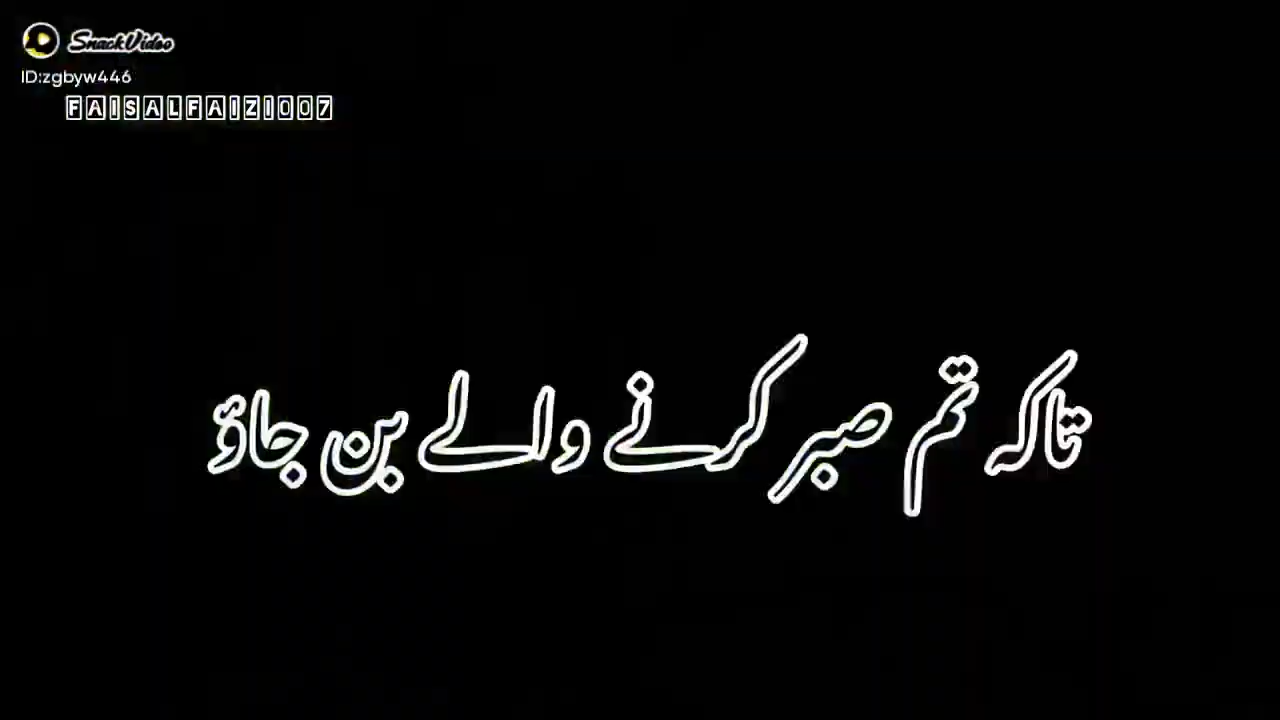 SnackVideo
ID:zgbyw446
FAISALFAIZI007
تاکہ تم صبر کرنے والے بن جاؤ